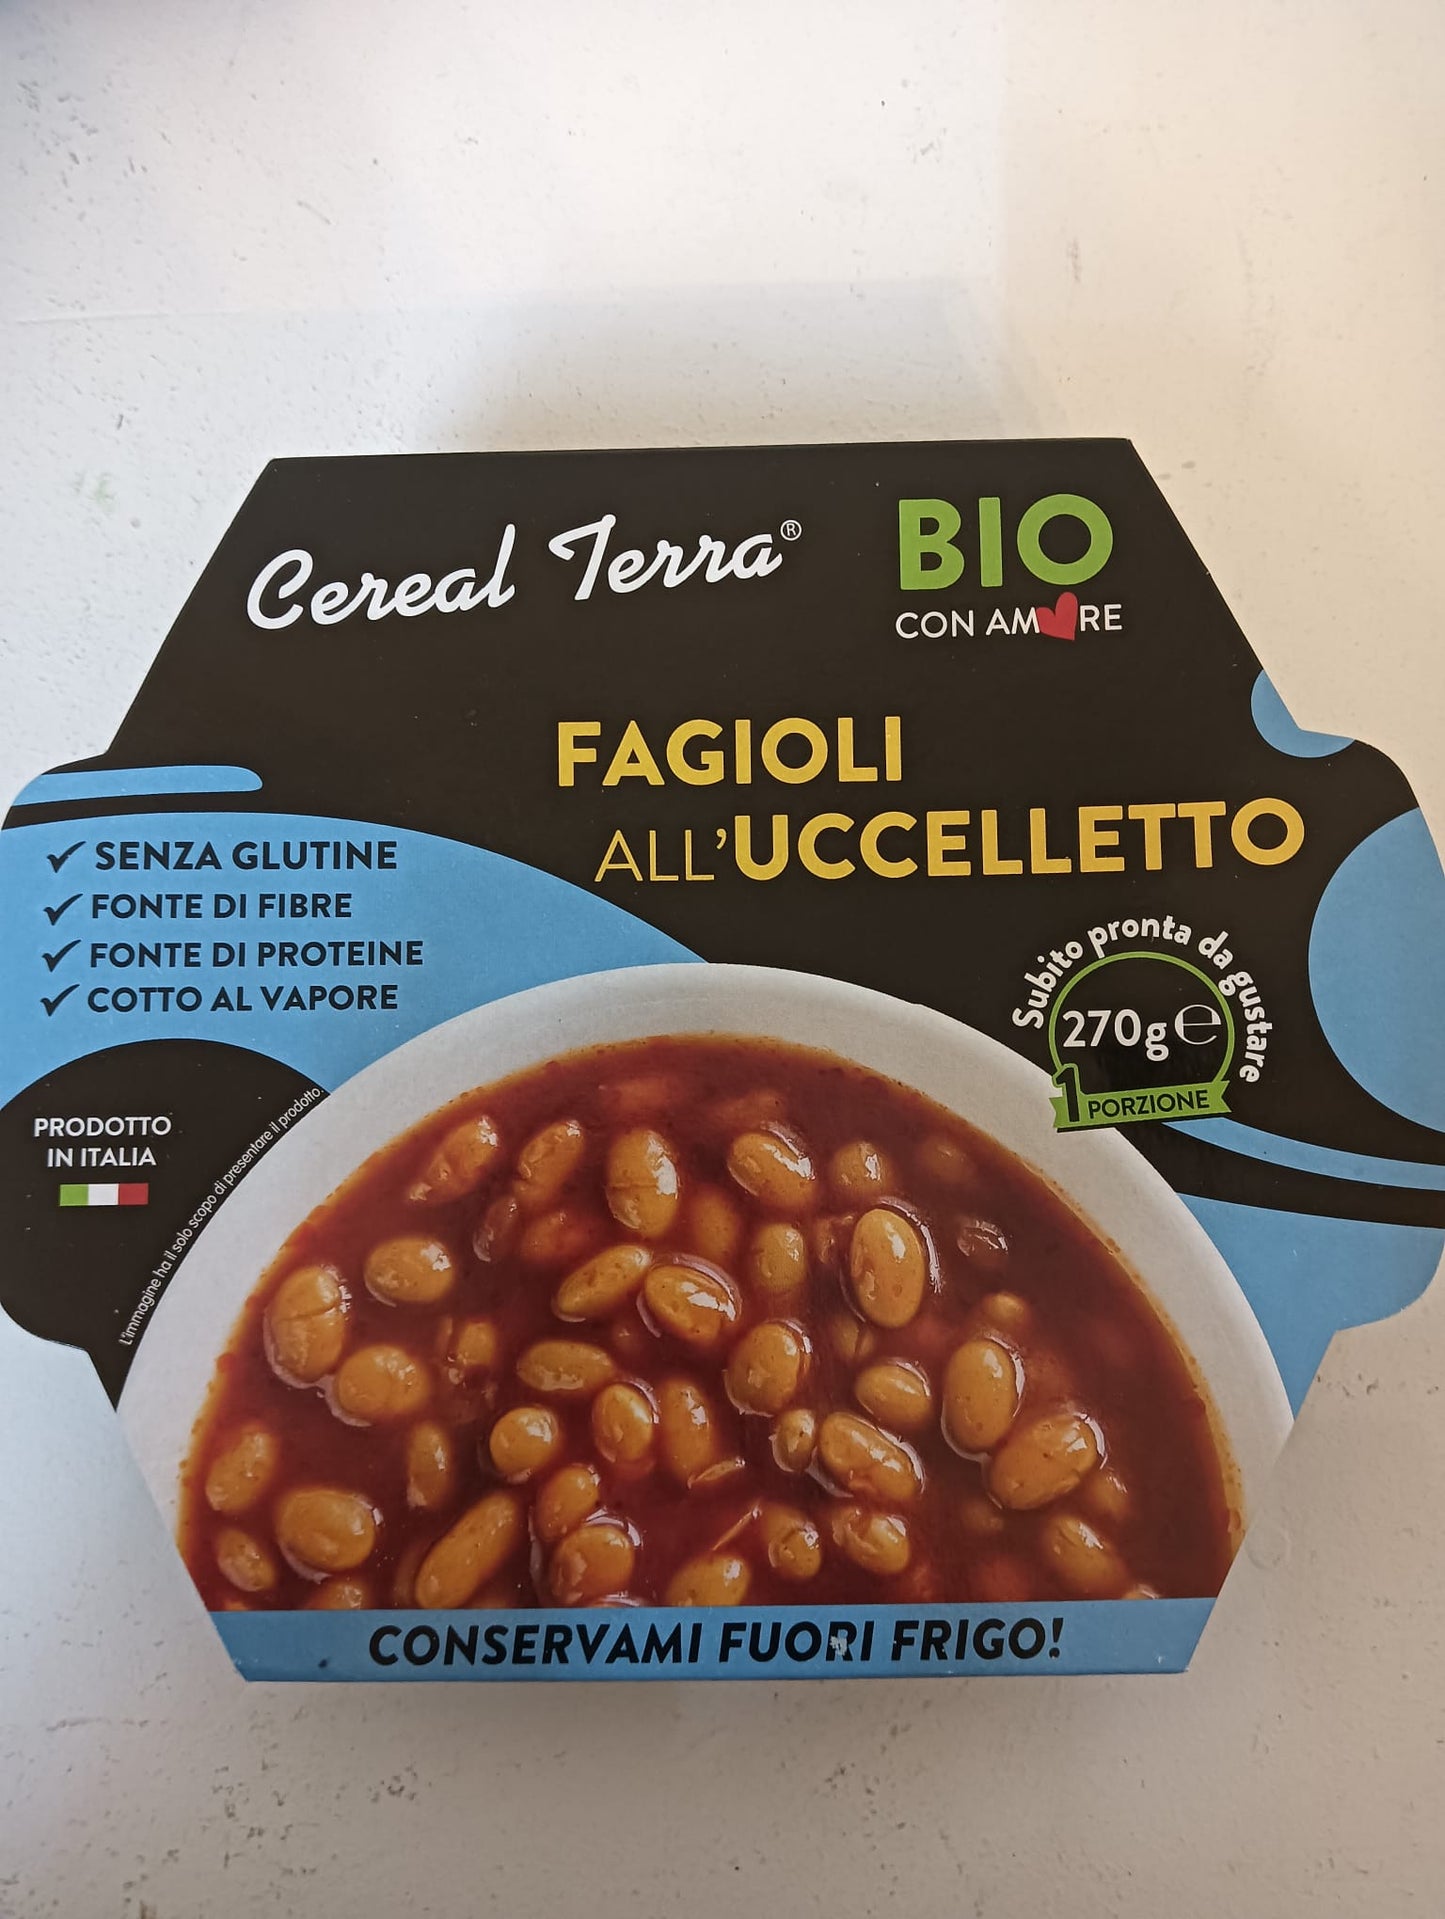 Cereal Terra®
BIO
CON AMRE
FAGIOLI
ALL'UCCELLETTO
✓ SENZA GLUTINE
✓ FONTE DI FIBRE
✓ FONTE DI PROTEINE
✓ COTTO AL VAPORE
Subito pronta da gustare
270g ℮
1 PORZIONE
PRODOTTO
IN ITALIA
L'immagine ha il solo scopo di presentare il prodotto.
CONSERVAMI FUORI FRIGO!